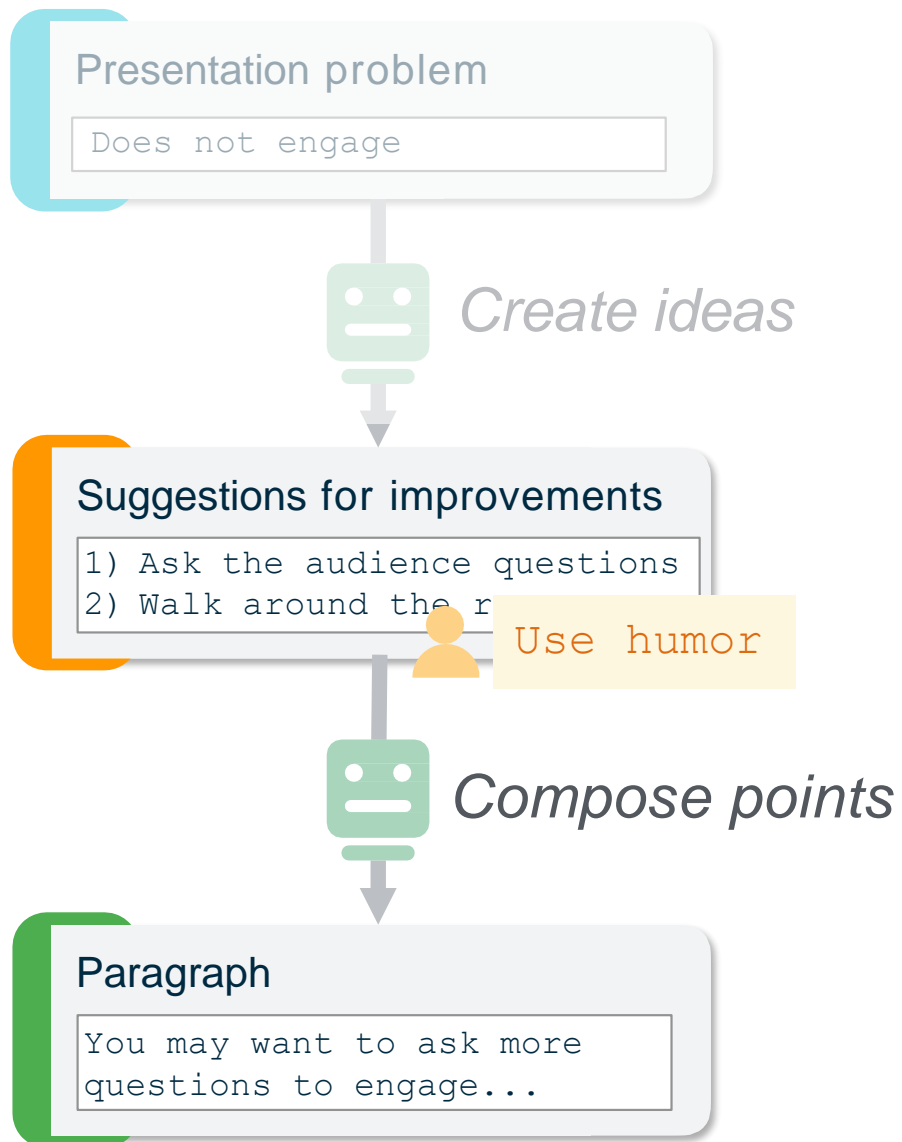 Presentation problem
Does not engage
Create ideas
Suggestions for improvements
1) Ask the audience questions
2) Walk around the
Use humor
Compose points
Paragraph
You may want to ask more
questions to engage...